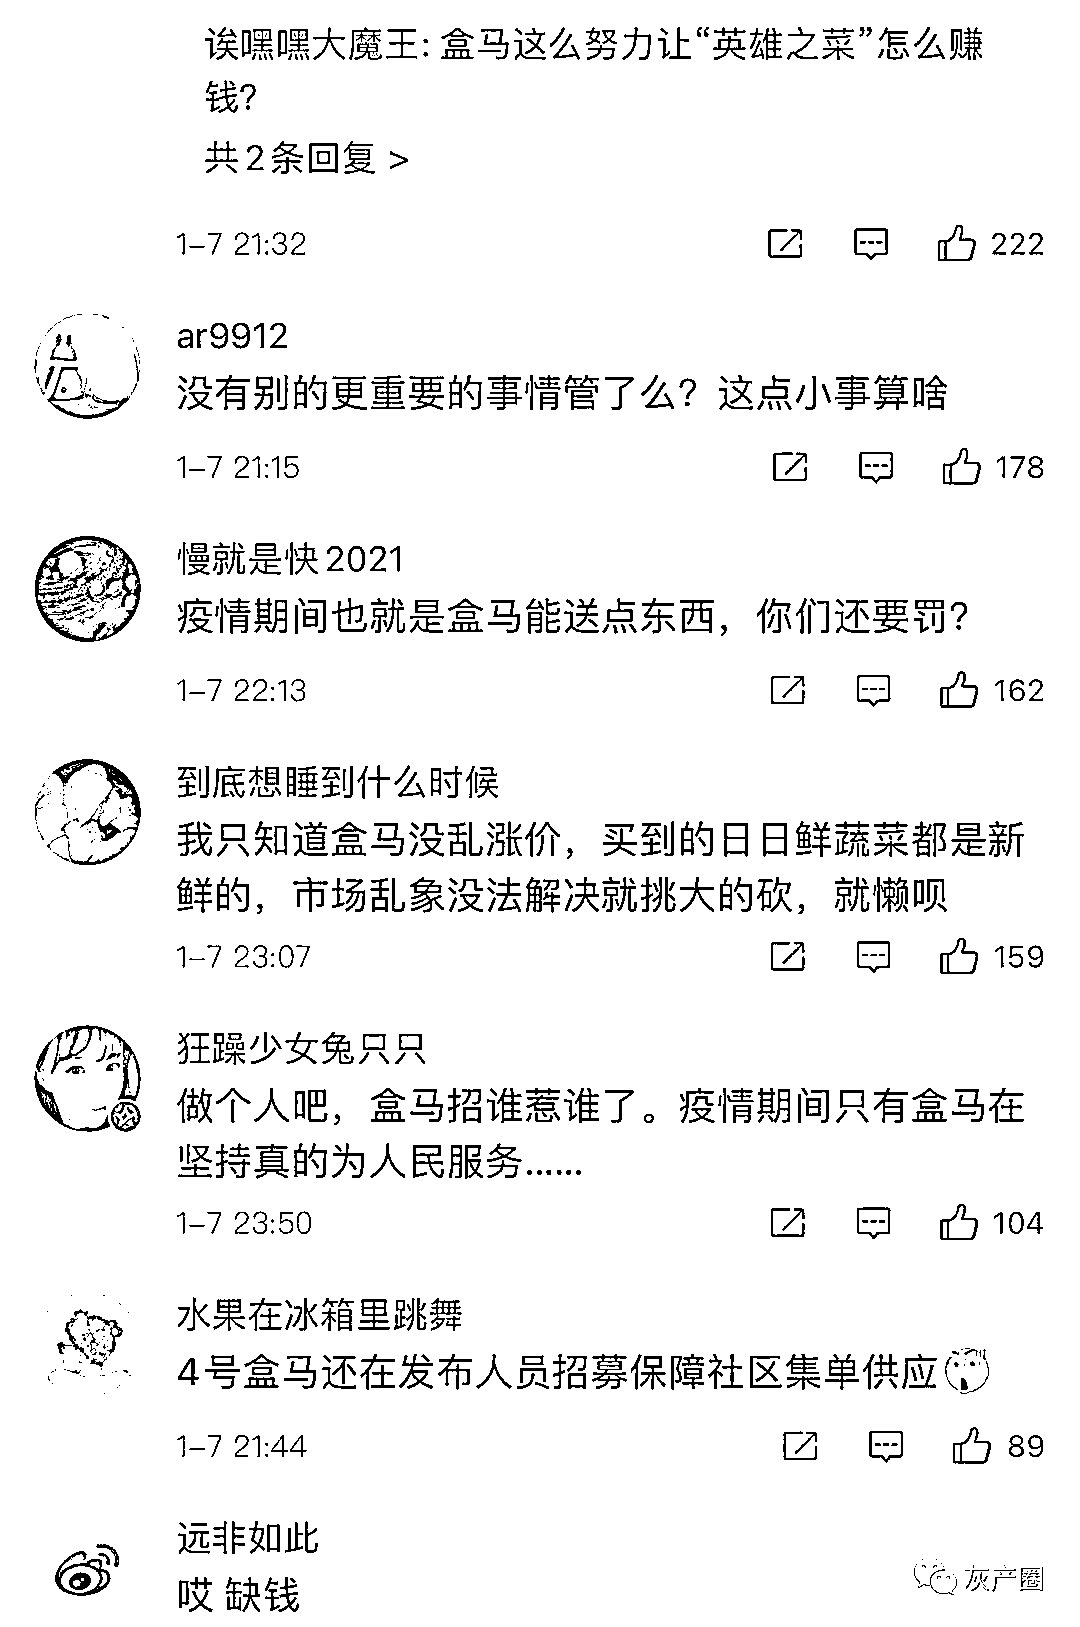 诶嘿嘿大魔王: 盒马这么努力让“英雄之菜”怎么赚
钱?
共2条回复 >
1-7 21:32
222
ar9912
没有别的更重要的事情管了么？这点小事算啥
1-7 21:15
178
慢就是快2021
疫情期间也就是盒马能送点东西，你们还要罚？
1-7 22:13
162
到底想睡到什么时候
我只知道盒马没乱涨价，买到的日日鲜蔬菜都是新
鲜的，市场乱象没法解决就挑大的砍，就懒呗
1-7 23:07
159
狂躁少女兔只只
做个人吧，盒马招谁惹谁了。疫情期间只有盒马在
坚持真的为人民服务......
1-7 23:50
104
水果在冰箱里跳舞
4号盒马还在发布人员招募保障社区集单供应
1-7 21:44
89
远非如此
哎 缺钱
灰产圈